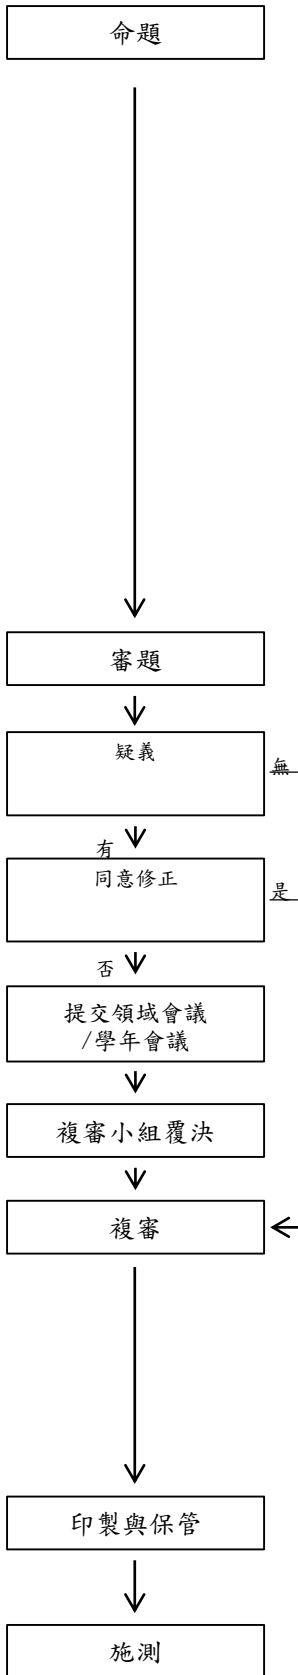 命題
審題
疑義
無
有
同意修正
是
否
提交領域會議
/學年會議
複審小組覆決
複審
印製與保管
施測